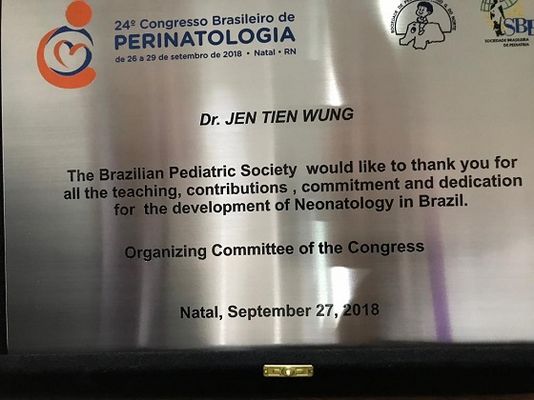 24º Congresso Brasileiro de
PERINATOLOGIA
de 26 a 29 de setembro de 2018 • Natal • RN
SOCIEDADE BRASILEIRA
DE PEDIATRIA
Dr. JEN TIEN WUNG
The Brazilian Pediatric Society would like to thank you for
all the teaching, contributions , commitment and dedication
for the development of Neonatology in Brazil.
Organizing Committee of the Congress
Natal, September 27, 2018